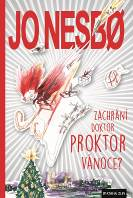 JO NESBØ
ZACHRÁNÍ
DOKTOR
PROKTOR
VÁNOCE?